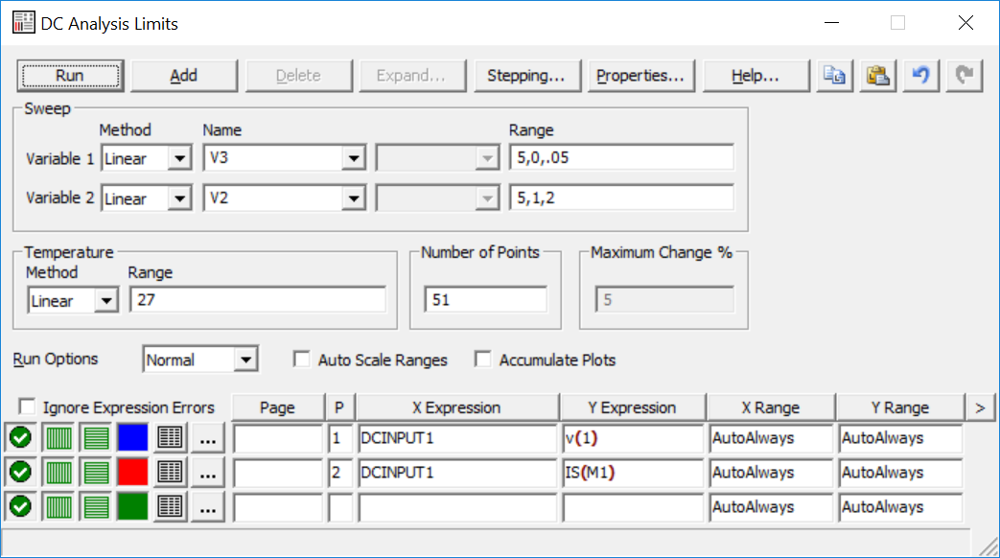 DC Analysis Limits
Run Add Delete Expand... Stepping... Properties... Help...
Sweep
Method Name Range
Variable 1 Linear V3 5,0,.05
Variable 2 Linear V2 5,1,2
Temperature Number of Points Maximum Change %
Method Range
Linear 27 51 5
Run Options Normal Auto Scale Ranges Accumulate Plots
Ignore Expression Errors Page P X Expression Y Expression X Range Y Range >
... 1 DCINPUT1 v(1) AutoAlways AutoAlways
... 2 DCINPUT1 IS(M1) AutoAlways AutoAlways
... AutoAlways AutoAlways